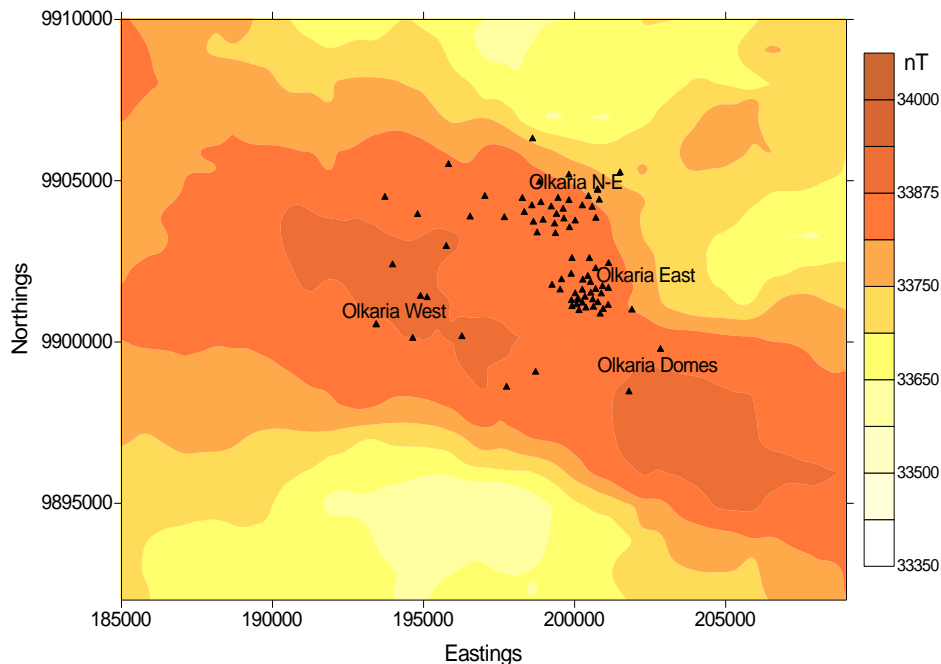 9910000
nT
34000
9905000
Olkaria N-E
33875
Olkaria East
33750
Olkaria West
Northings
9900000
Olkaria Domes
33650
33500
9895000
33350
185000 190000 195000 200000 205000
Eastings